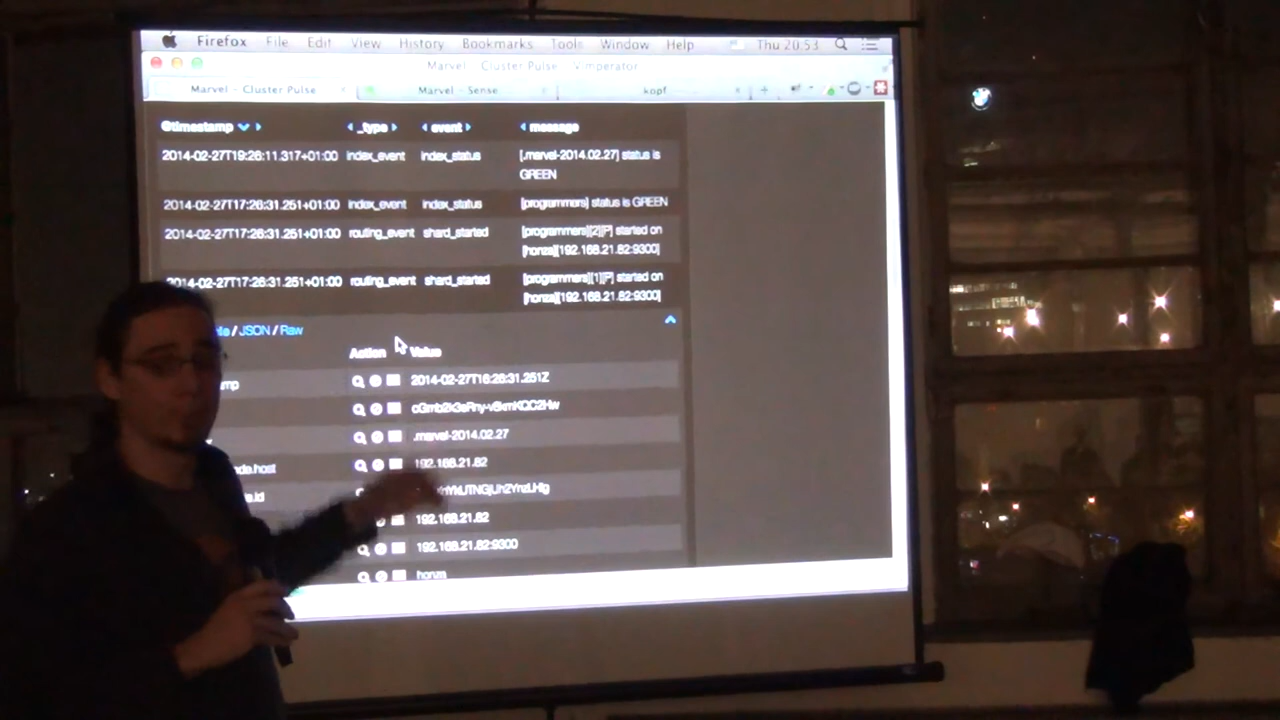 Firefox File Edit View History Bookmarks Tools Window Help Thu 20:53
Marvel - Cluster Pulse - Vimperator
Marvel - Cluster Pulse Marvel - Sense kopf
@timestamp _type event message
2014-02-27T19:26:11.317+01:00 index_event index_status [.marvel-2014.02.27] status is
GREEN
2014-02-27T17:26:31.251+01:00 index_event index_status [programmers] status is GREEN
2014-02-27T17:26:31.251+01:00 routing_event shard_started [programmers][2][P] started on
[honza][192.168.21.82:9300]
2014-02-27T17:26:31.251+01:00 routing_event shard_started [programmers][1][P] started on
[honza][192.168.21.82:9300]
/ JSON / Raw
Action Value
2014-02-27T16:26:31.251Z
.marvel-2014.02.27
192.168.21.82
192.168.21.82
192.168.21.82:9300
honza